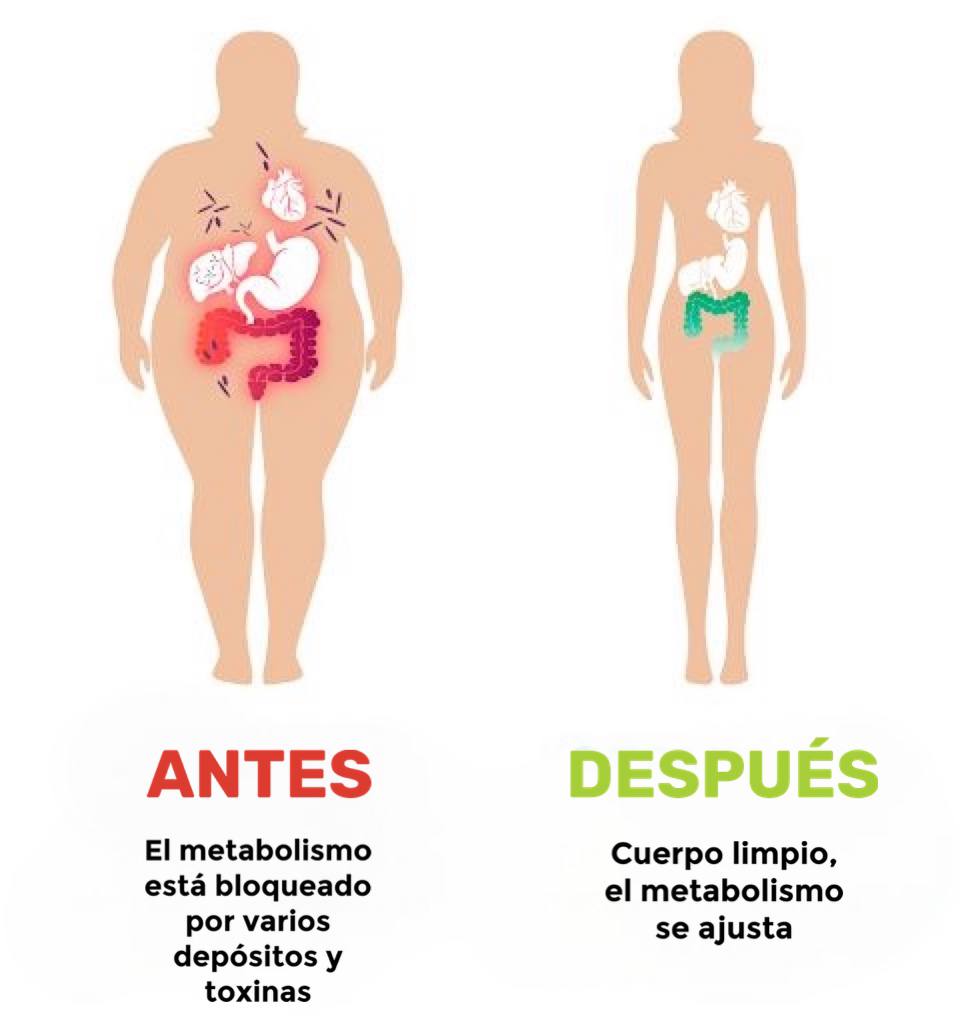 ANTES
El metabolismo
está bloqueado
por varios
depósitos y
toxinas
DESPUÉS
Cuerpo limpio,
el metabolismo
se ajusta